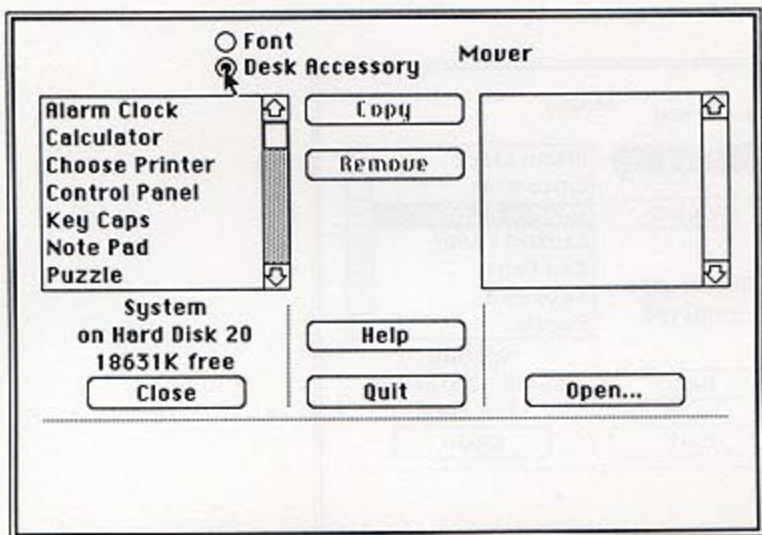 Font
Desk Accessory
Mover
Alarm Clock
Calculator
Choose Printer
Control Panel
Key Caps
Note Pad
Puzzle
Copy
Remove
System
on Hard Disk 20
18631K free
Close
Help
Quit
Open...